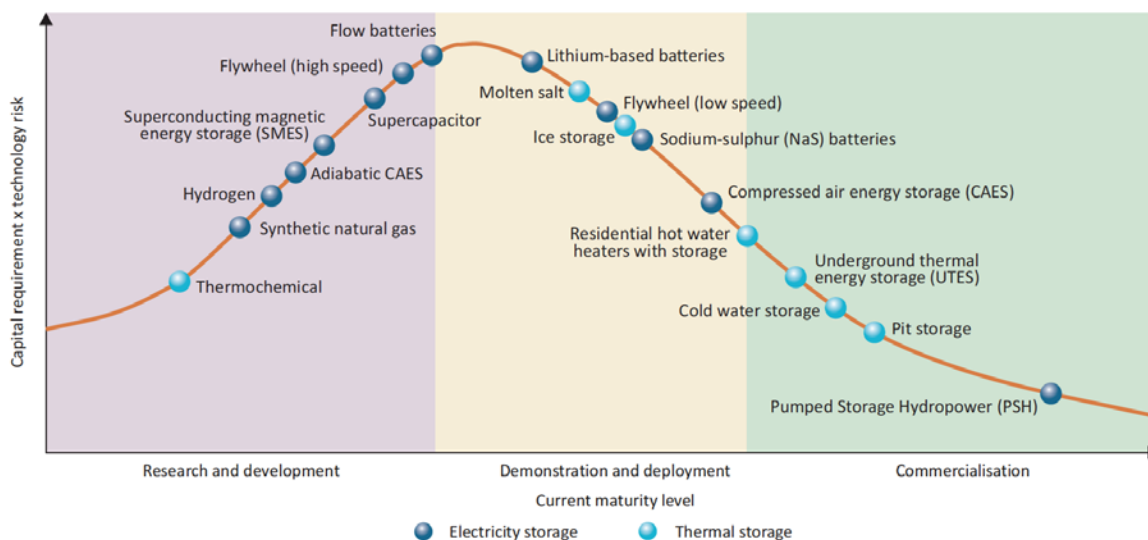 Capital requirement x technology risk
Flow batteries
Flywheel (high speed)
Supercapacitor
Superconducting magnetic
energy storage (SMES)
Adiabatic CAES
Hydrogen
Synthetic natural gas
Thermochemical
Lithium-based batteries
Molten salt
Flywheel (low speed)
Ice storage
Sodium-sulphur (NaS) batteries
Compressed air energy storage (CAES)
Residential hot water
heaters with storage
Underground thermal
energy storage (UTES)
Cold water storage
Pit storage
Pumped Storage Hydropower (PSH)
Research and development
Demonstration and deployment
Commercialisation
Current maturity level
Electricity storage
Thermal storage